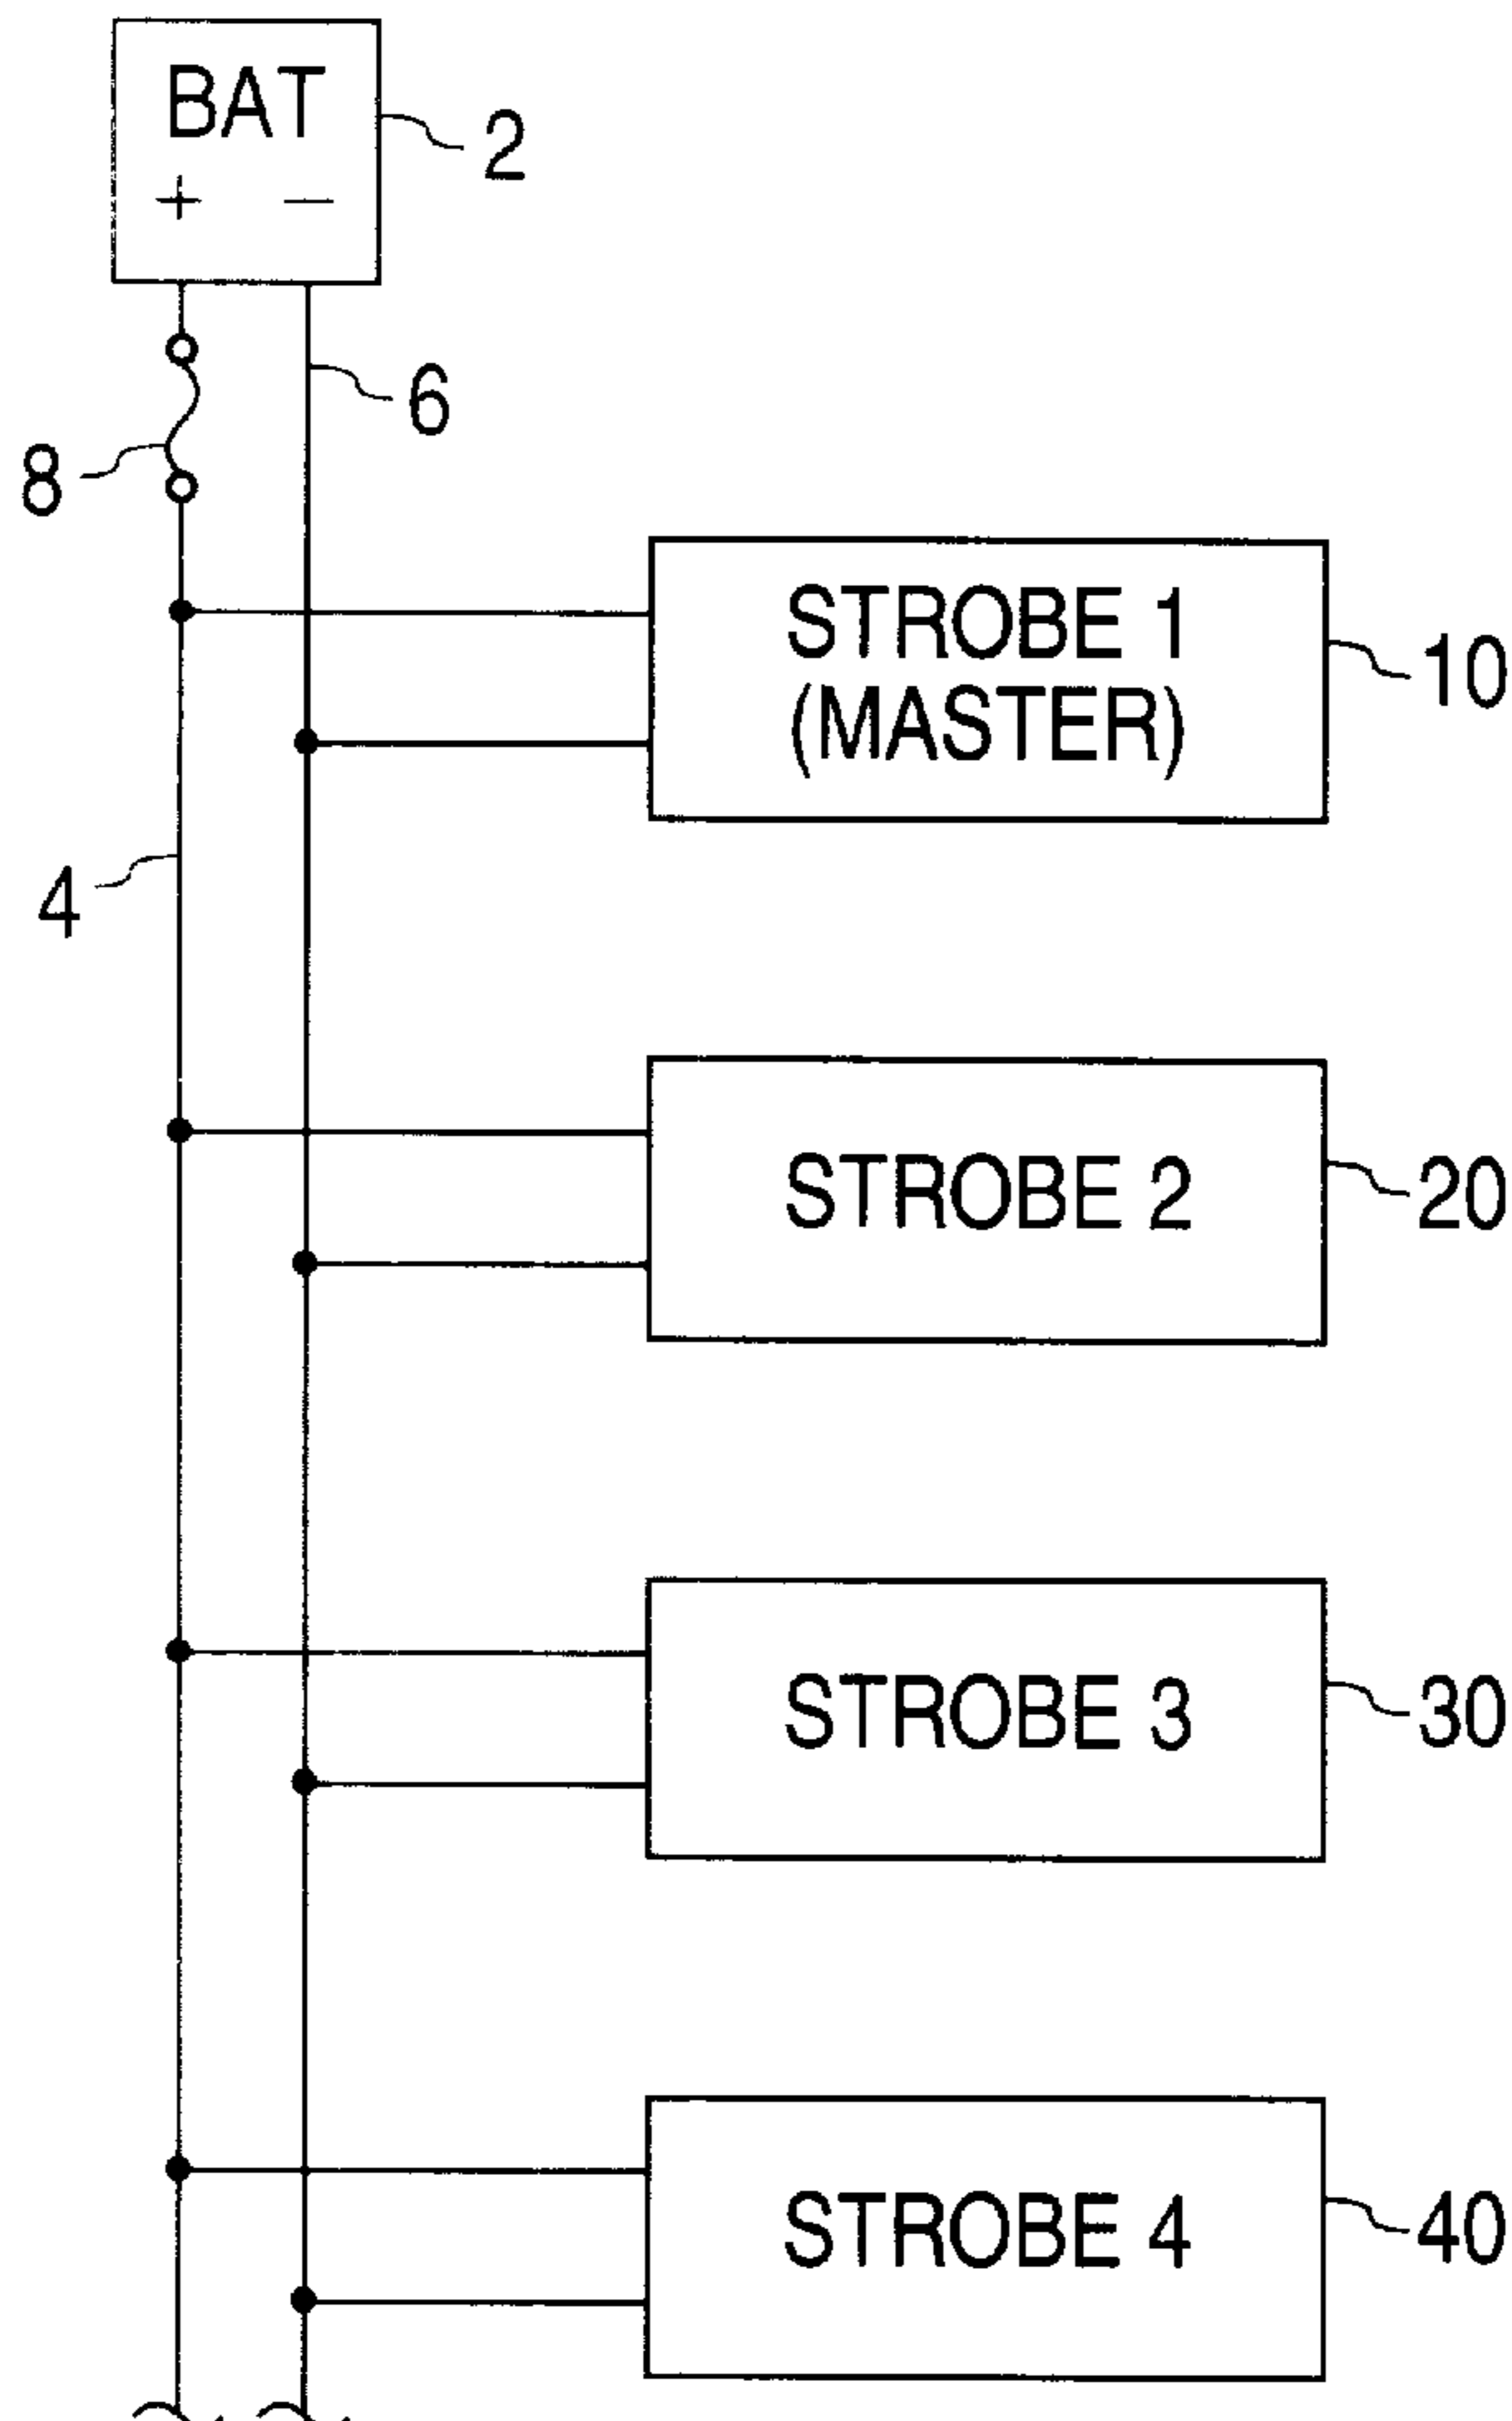 BAT
+ −
2
6
8
STROBE 1
(MASTER)
10
4
STROBE 2
20
STROBE 3
30
STROBE 4
40